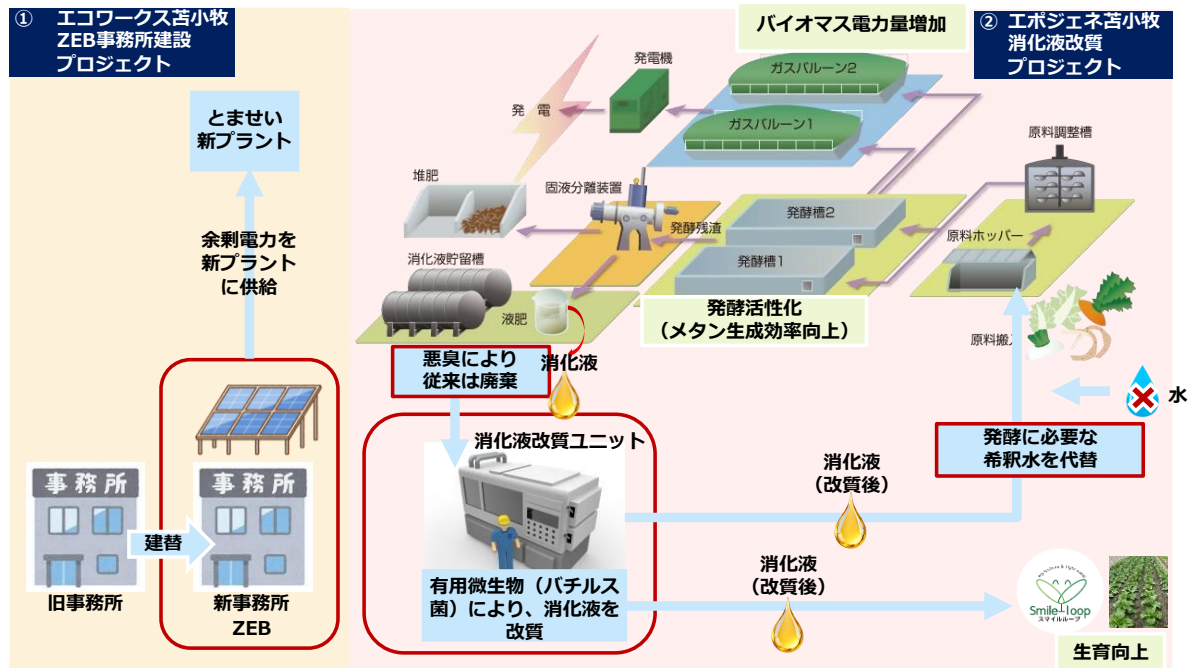 ① エコワークス苫小牧
ZEB事務所建設
プロジェクト
とませい
新プラント
余剰電力を
新プラント
に供給
事務所
事務所
建替
旧事務所
新事務所
ZEB
バイオマス電力量増加
② エポジェネ苫小牧
消化液改質
プロジェクト
発電機
ガスバルーン2
発 電
ガスバルーン1
原料調整槽
堆肥
固液分離装置
発酵槽2
発酵残渣
原料ホッパー
消化液貯留槽
発酵槽1
液肥
発酵活性化
(メタン生成効率向上)
原料搬入
悪臭により
従来は廃棄
消化液
水
発酵に必要な
希釈水を代替
消化液改質ユニット
消化液
(改質後)
有用微生物(バチルス
菌)により、消化液を
改質
消化液
(改質後)
Smile loop
スマイルループ
生育向上